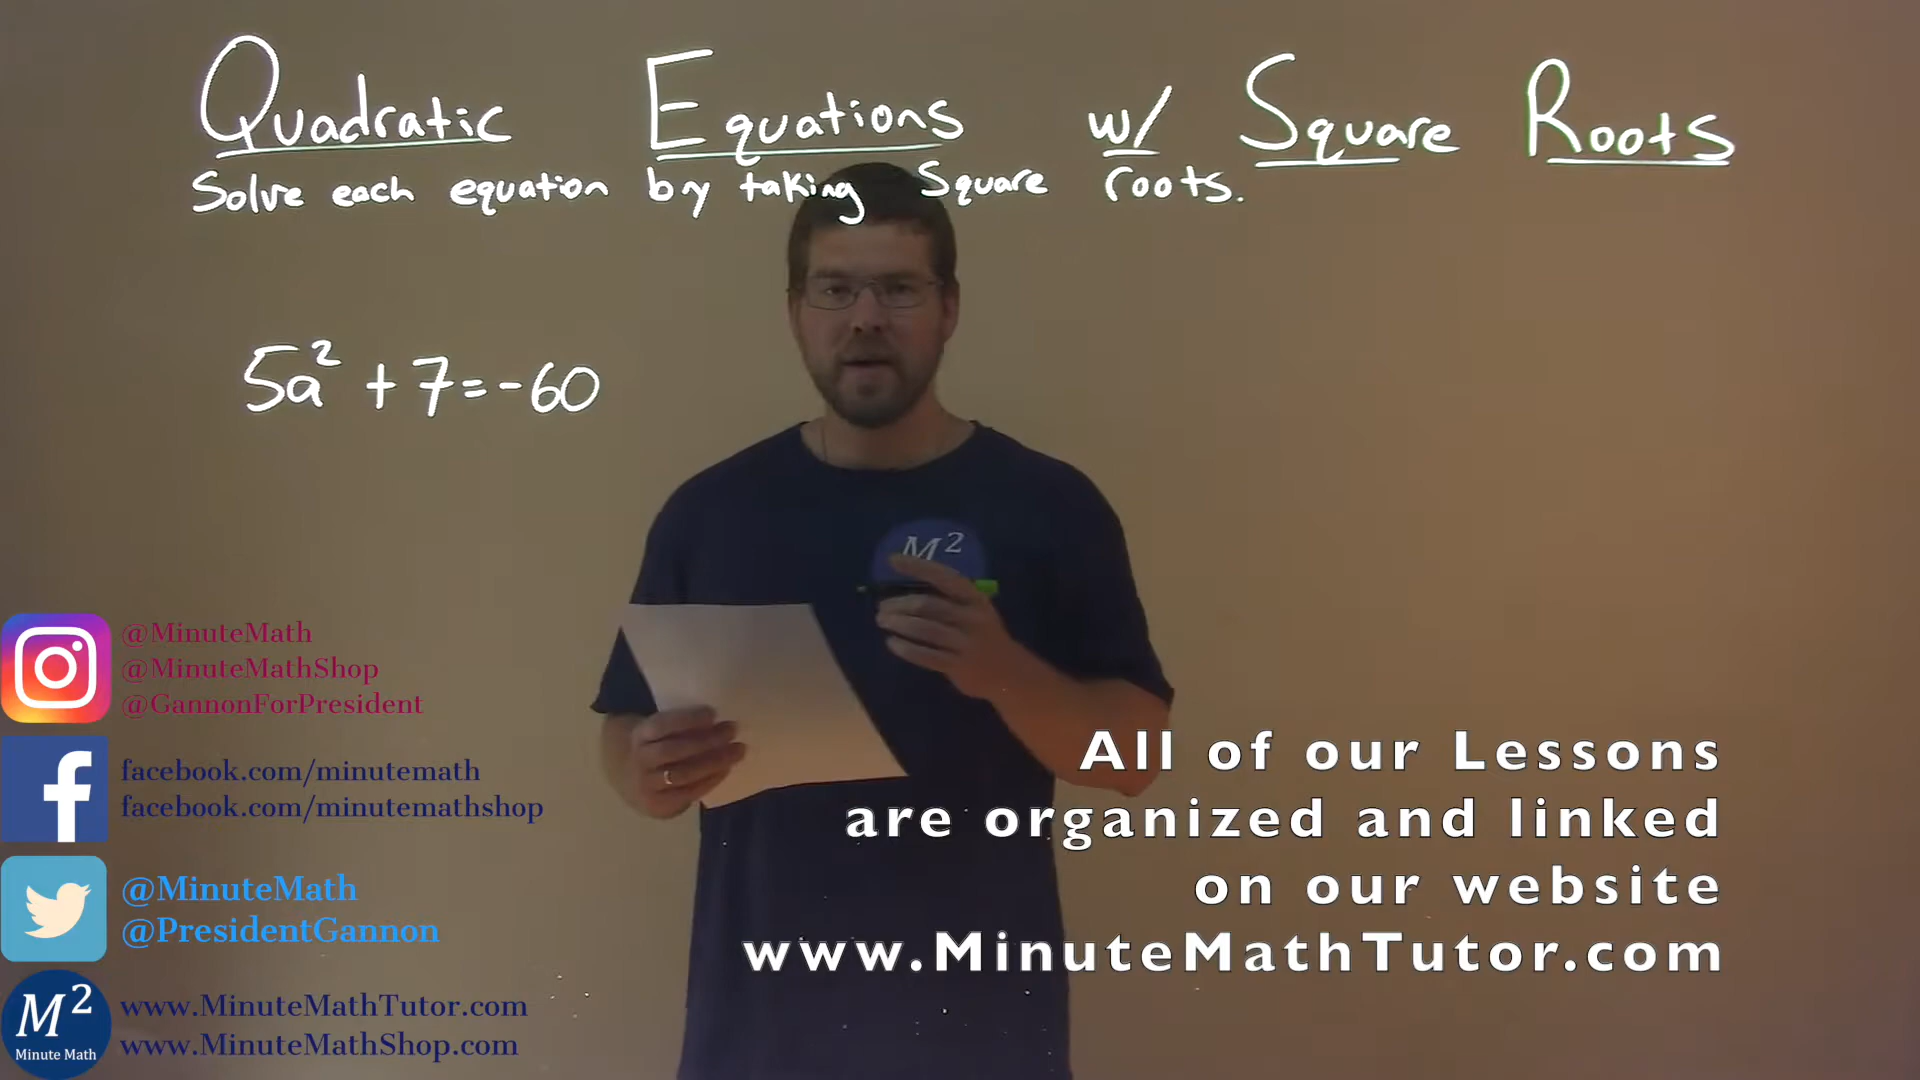 Quadratic Equations w/ Square Roots
Solve each equation by taking Square roots.
5a² + 7 = -60
M²
@MinuteMath
@MinuteMathShop
@GannonForPresident
facebook.com/minutemath
facebook.com/minutemathshop
@MinuteMath
@PresidentGannon
M²
Minute Math
www.MinuteMathTutor.com
www.MinuteMathShop.com
All of our Lessons
are organized and linked
on our website
www.MinuteMathTutor.com